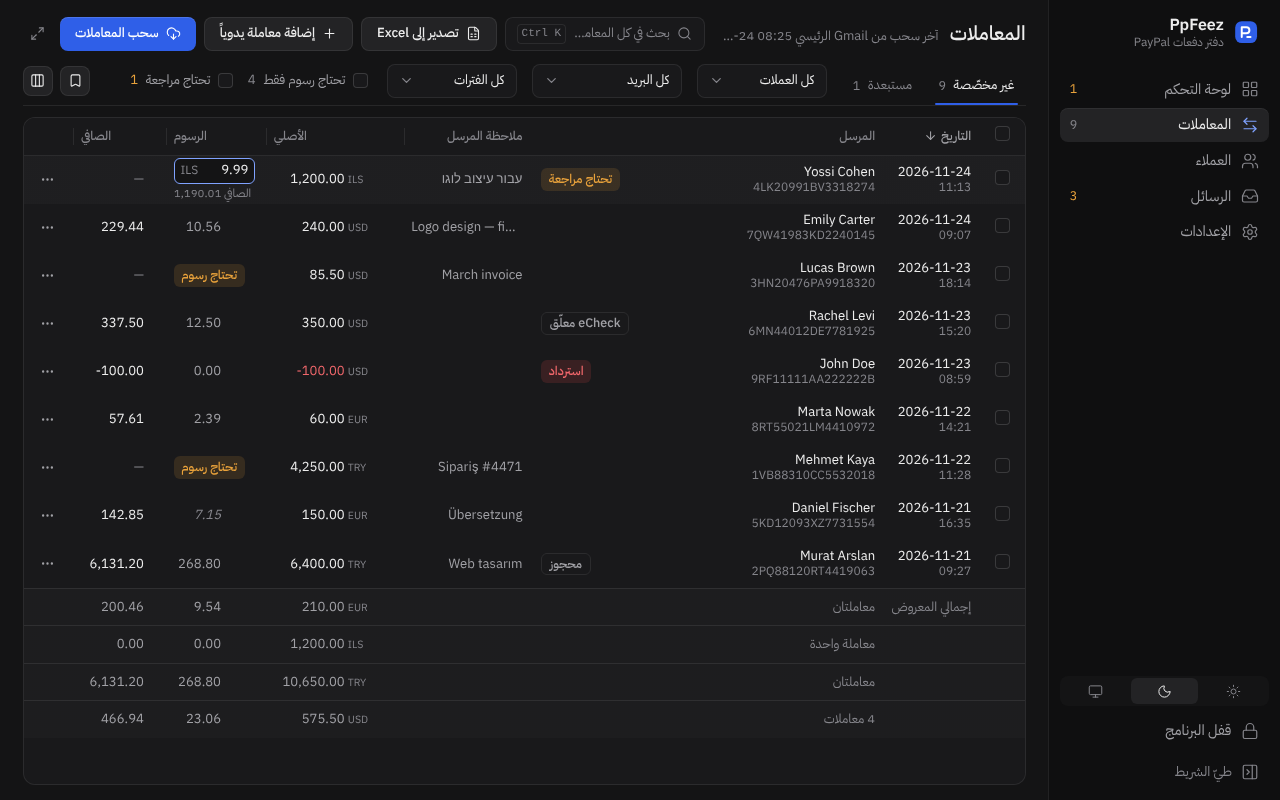 PpFeez
دفتر دفعات PayPal
لوحة التحكم 1
المعاملات 9
العملاء
الرسائل 3
الإعدادات
قفل البرنامج
طيّ الشريط
المعاملات
آخر سحب من Gmail الرئيسي 08:25 24-...
بحث في كل المعامـ... Ctrl K
تصدير إلى Excel
إضافة معاملة يدوياً
سحب المعاملات
غير مخصّصة 9
مستبعدة 1
كل العملات
كل البريد
كل الفترات
تحتاج رسوم فقط 4
تحتاج مراجعة 1
التاريخ المرسل ملاحظة المرسل الأصلي الرسوم الصافي
2026-11-24 Yossi Cohen تحتاج مراجعة עבור עיצוב לוגו 1,200.00 ILS 9.99 ILS —
11:13 4LK20991BV3318274 الصافي 1,190.01
2026-11-24 Emily Carter Logo design — fi... 240.00 USD 10.56 229.44
09:07 7QW41983KD2240145
2026-11-23 Lucas Brown March invoice 85.50 USD تحتاج رسوم —
18:14 3HN20476PA9918320
2026-11-23 Rachel Levi eCheck معلّق 350.00 USD 12.50 337.50
15:20 6MN44012DE7781925
2026-11-23 John Doe استرداد -100.00 USD 0.00 -100.00
08:59 9RF11111AA222222B
2026-11-22 Marta Nowak 60.00 EUR 2.39 57.61
14:21 8RT55021LM4410972
2026-11-22 Mehmet Kaya Sipariş #4471 4,250.00 TRY تحتاج رسوم —
11:28 1VB88310CC5532018
2026-11-21 Daniel Fischer Übersetzung 150.00 EUR 7.15 142.85
16:35 5KD12093XZ7731554
2026-11-21 Murat Arslan محجوز Web tasarım 6,400.00 TRY 268.80 6,131.20
09:27 2PQ88120RT4419063
إجمالي المعروض معاملتان 210.00 EUR 9.54 200.46
معاملة واحدة 1,200.00 ILS 0.00 0.00
معاملتان 10,650.00 TRY 268.80 6,131.20
4 معاملات 575.50 USD 23.06 466.94